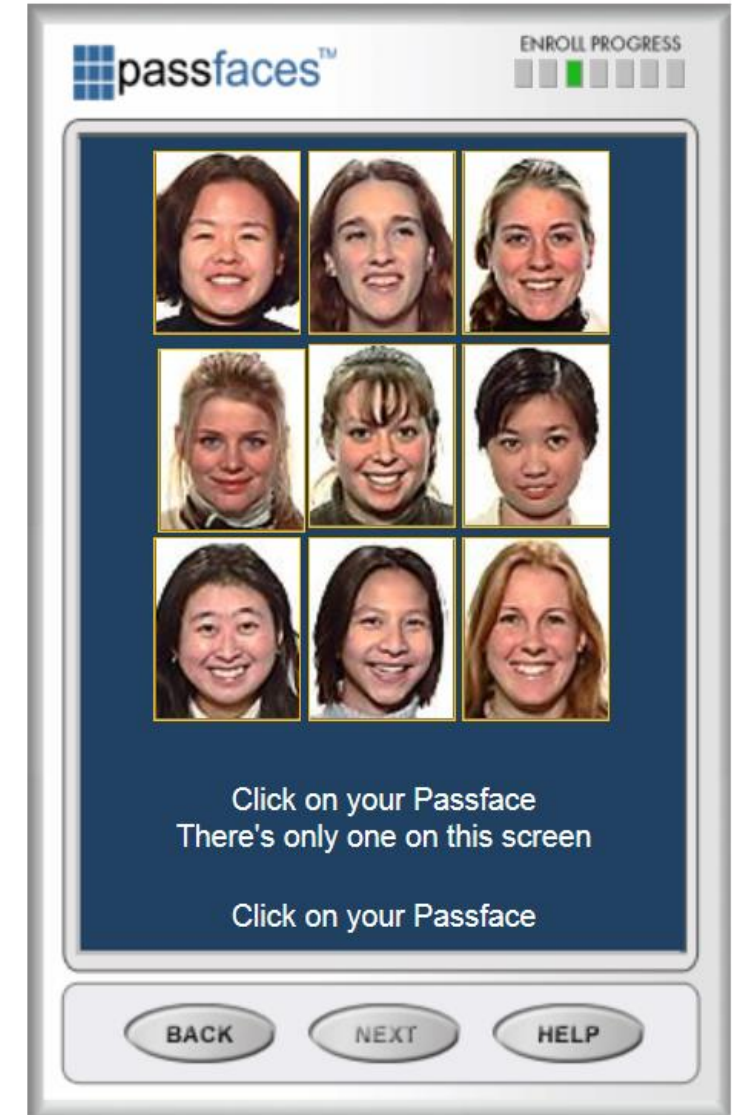 passfaces™
ENROLL PROGRESS
Click on your Passface
There's only one on this screen
Click on your Passface
BACK
NEXT
HELP